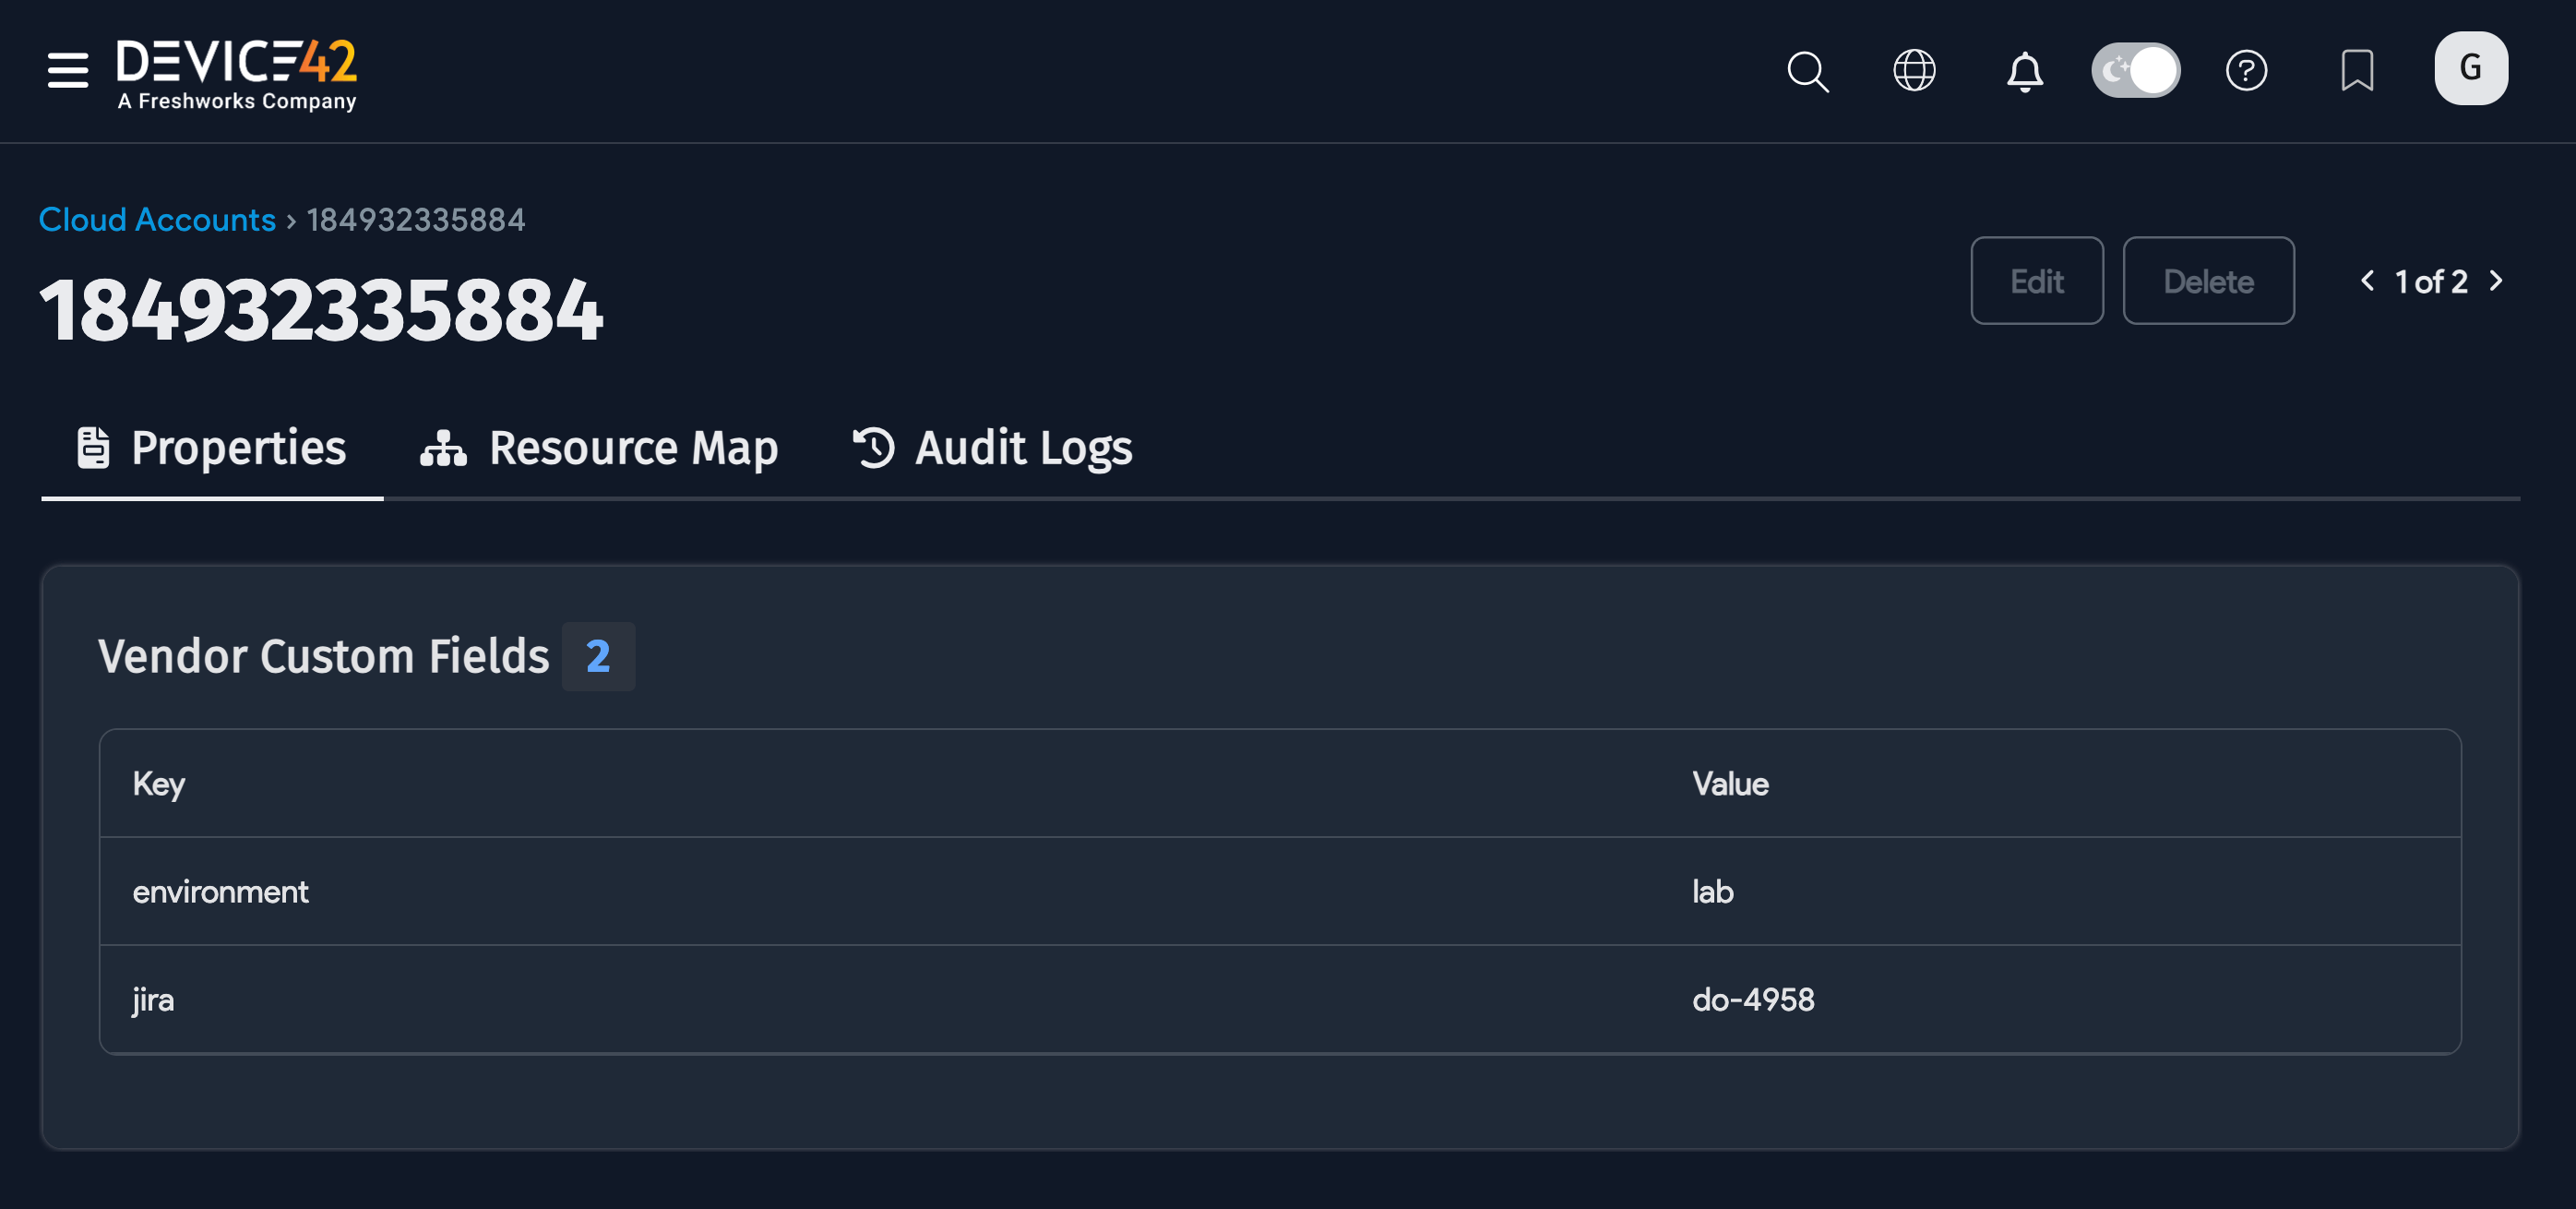 DEVICE42
A Freshworks Company
G
Cloud Accounts › 184932335884
184932335884
Edit
Delete
1 of 2
Properties
Resource Map
Audit Logs
Vendor Custom Fields 2
Key Value
environment lab
jira do-4958